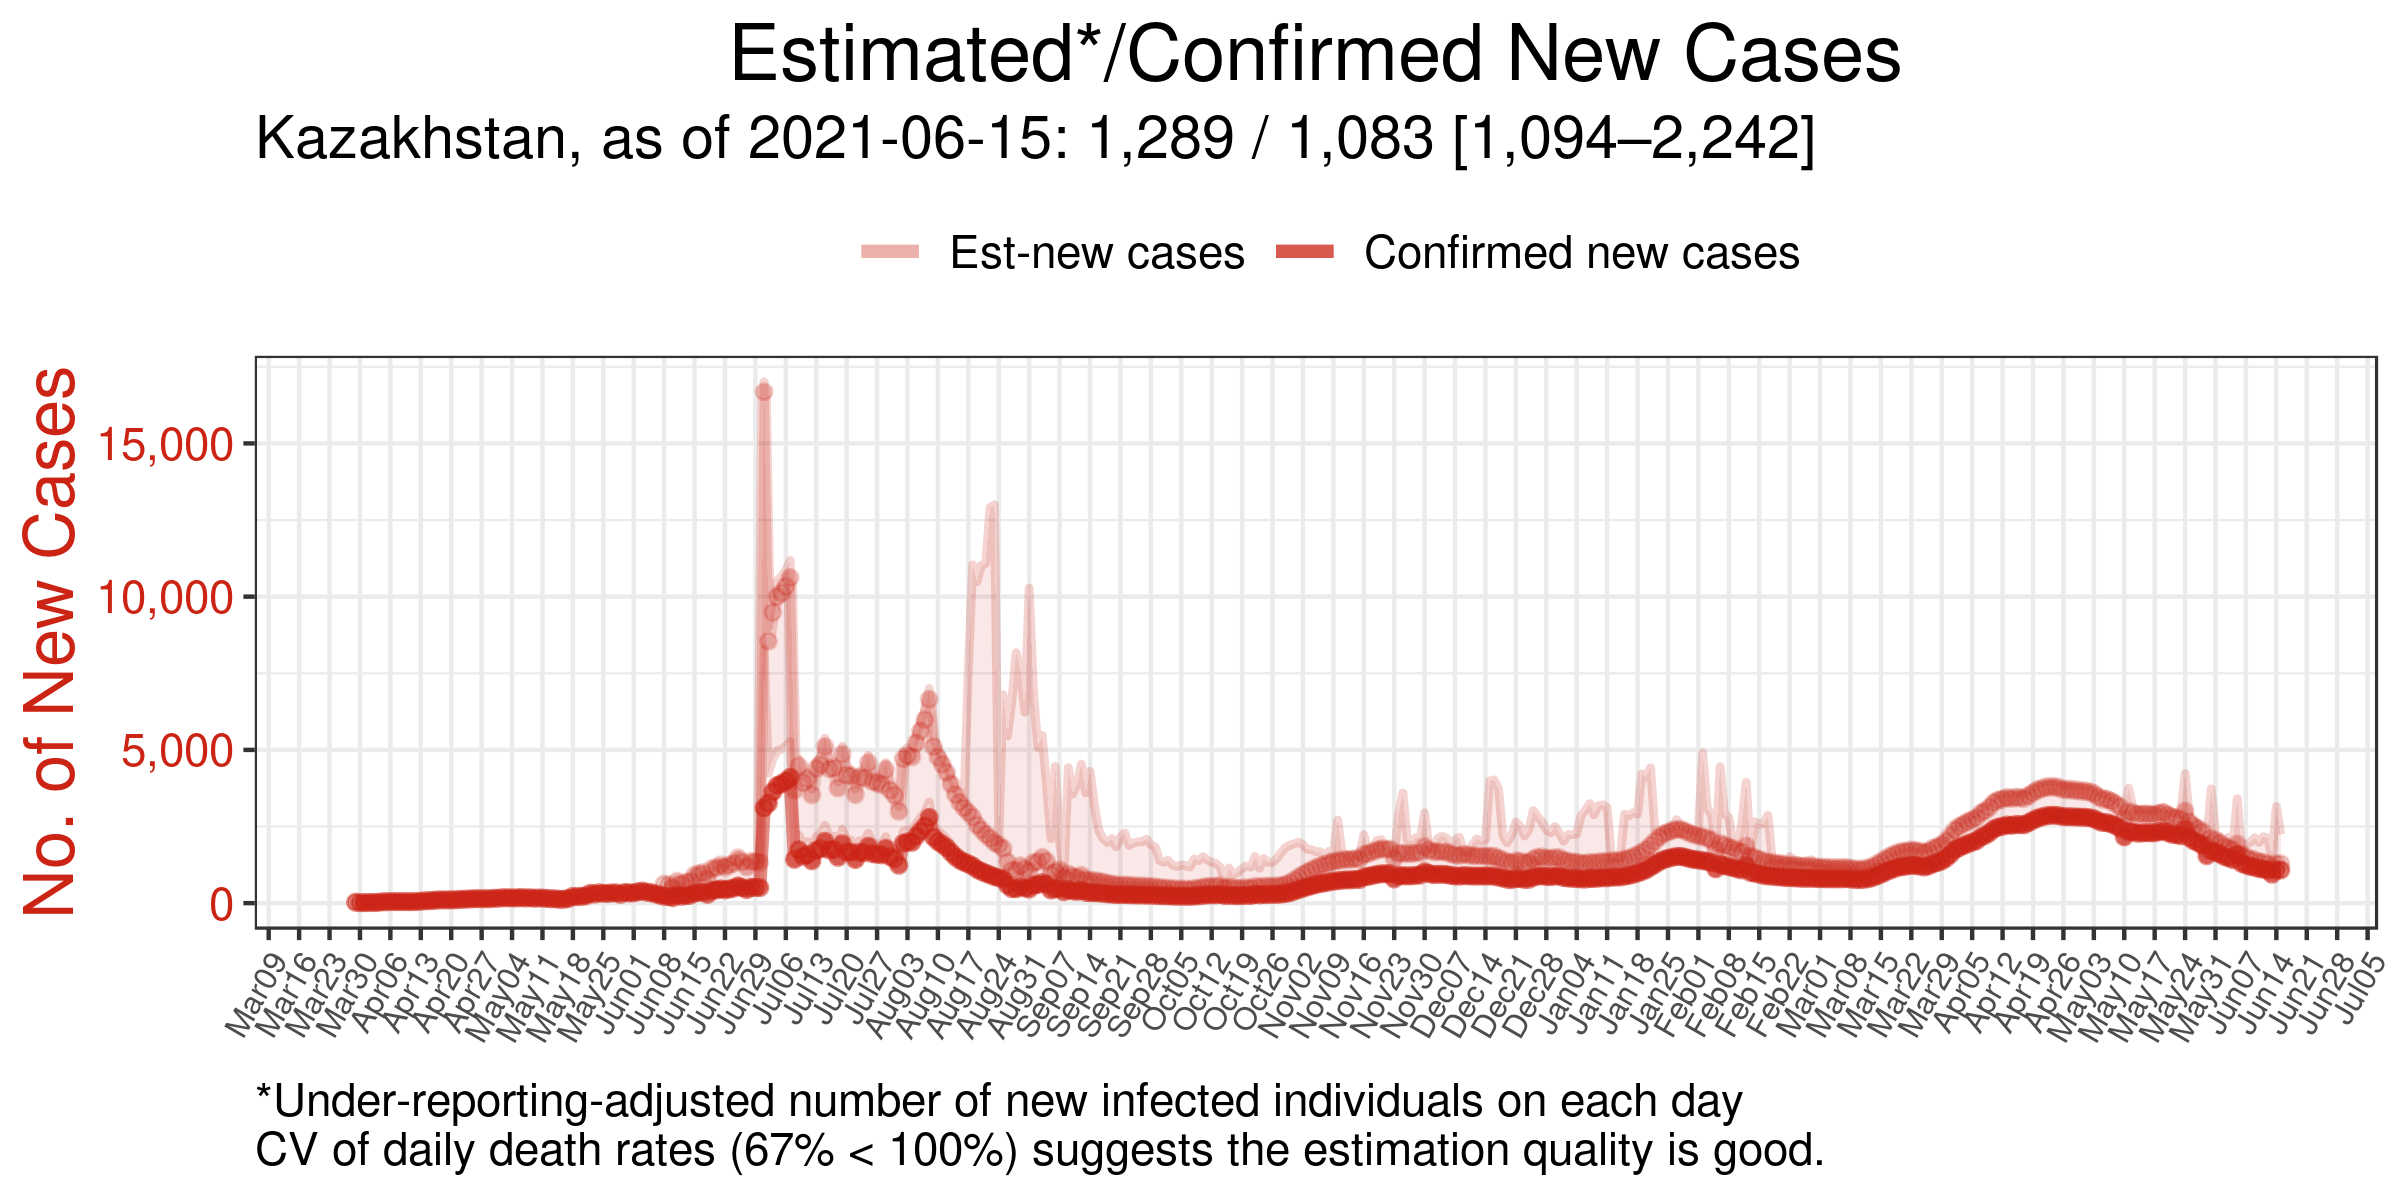 Estimated*/Confirmed New Cases
Kazakhstan, as of 2021-06-15: 1,289 / 1,083 [1,094–2,242]
Est-new cases
Confirmed new cases
No. of New Cases
15,000
10,000
5,000
0
Mar09
Mar16
Mar23
Mar30
Apr06
Apr13
Apr20
Apr27
May04
May11
May18
May25
Jun01
Jun08
Jun15
Jun22
Jun29
Jul06
Jul13
Jul20
Jul27
Aug03
Aug10
Aug17
Aug24
Aug31
Sep07
Sep14
Sep21
Sep28
Oct05
Oct12
Oct19
Oct26
Nov02
Nov09
Nov16
Nov23
Nov30
Dec07
Dec14
Dec21
Dec28
Jan04
Jan11
Jan18
Jan25
Feb01
Feb08
Feb15
Feb22
Mar01
Mar08
Mar15
Mar22
Mar29
Apr05
Apr12
Apr19
Apr26
May03
May10
May17
May24
May31
Jun07
Jun14
Jun21
Jun28
Jul05
*Under-reporting-adjusted number of new infected individuals on each day
CV of daily death rates (67% < 100%) suggests the estimation quality is good.